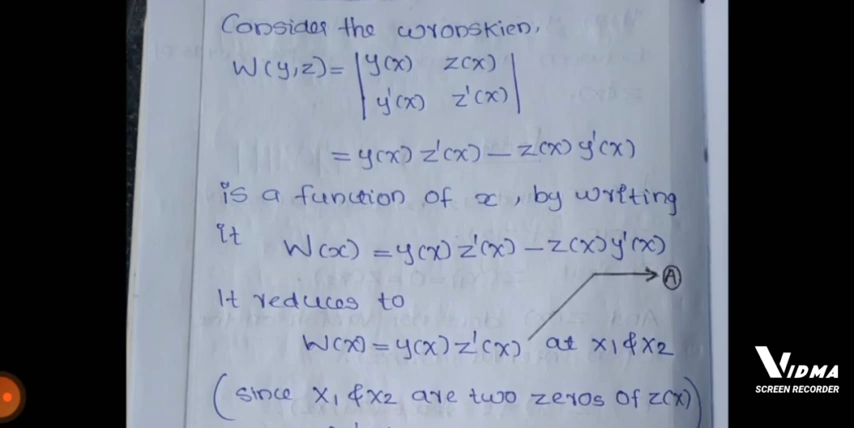 Consider the wronskien,
W(y,z)= |y(x) z(x)|
|y'(x) z'(x)|
= y(x) z'(x) - z(x) y'(x)
is a function of x, by writing
it W(x) = y(x) z'(x) - z(x) y'(x)
It reduces to → Ⓐ
W(x) = y(x) z'(x) at x1 & x2
(since x1 & x2 are two zeros of z(x))
VIDMA
SCREEN RECORDER